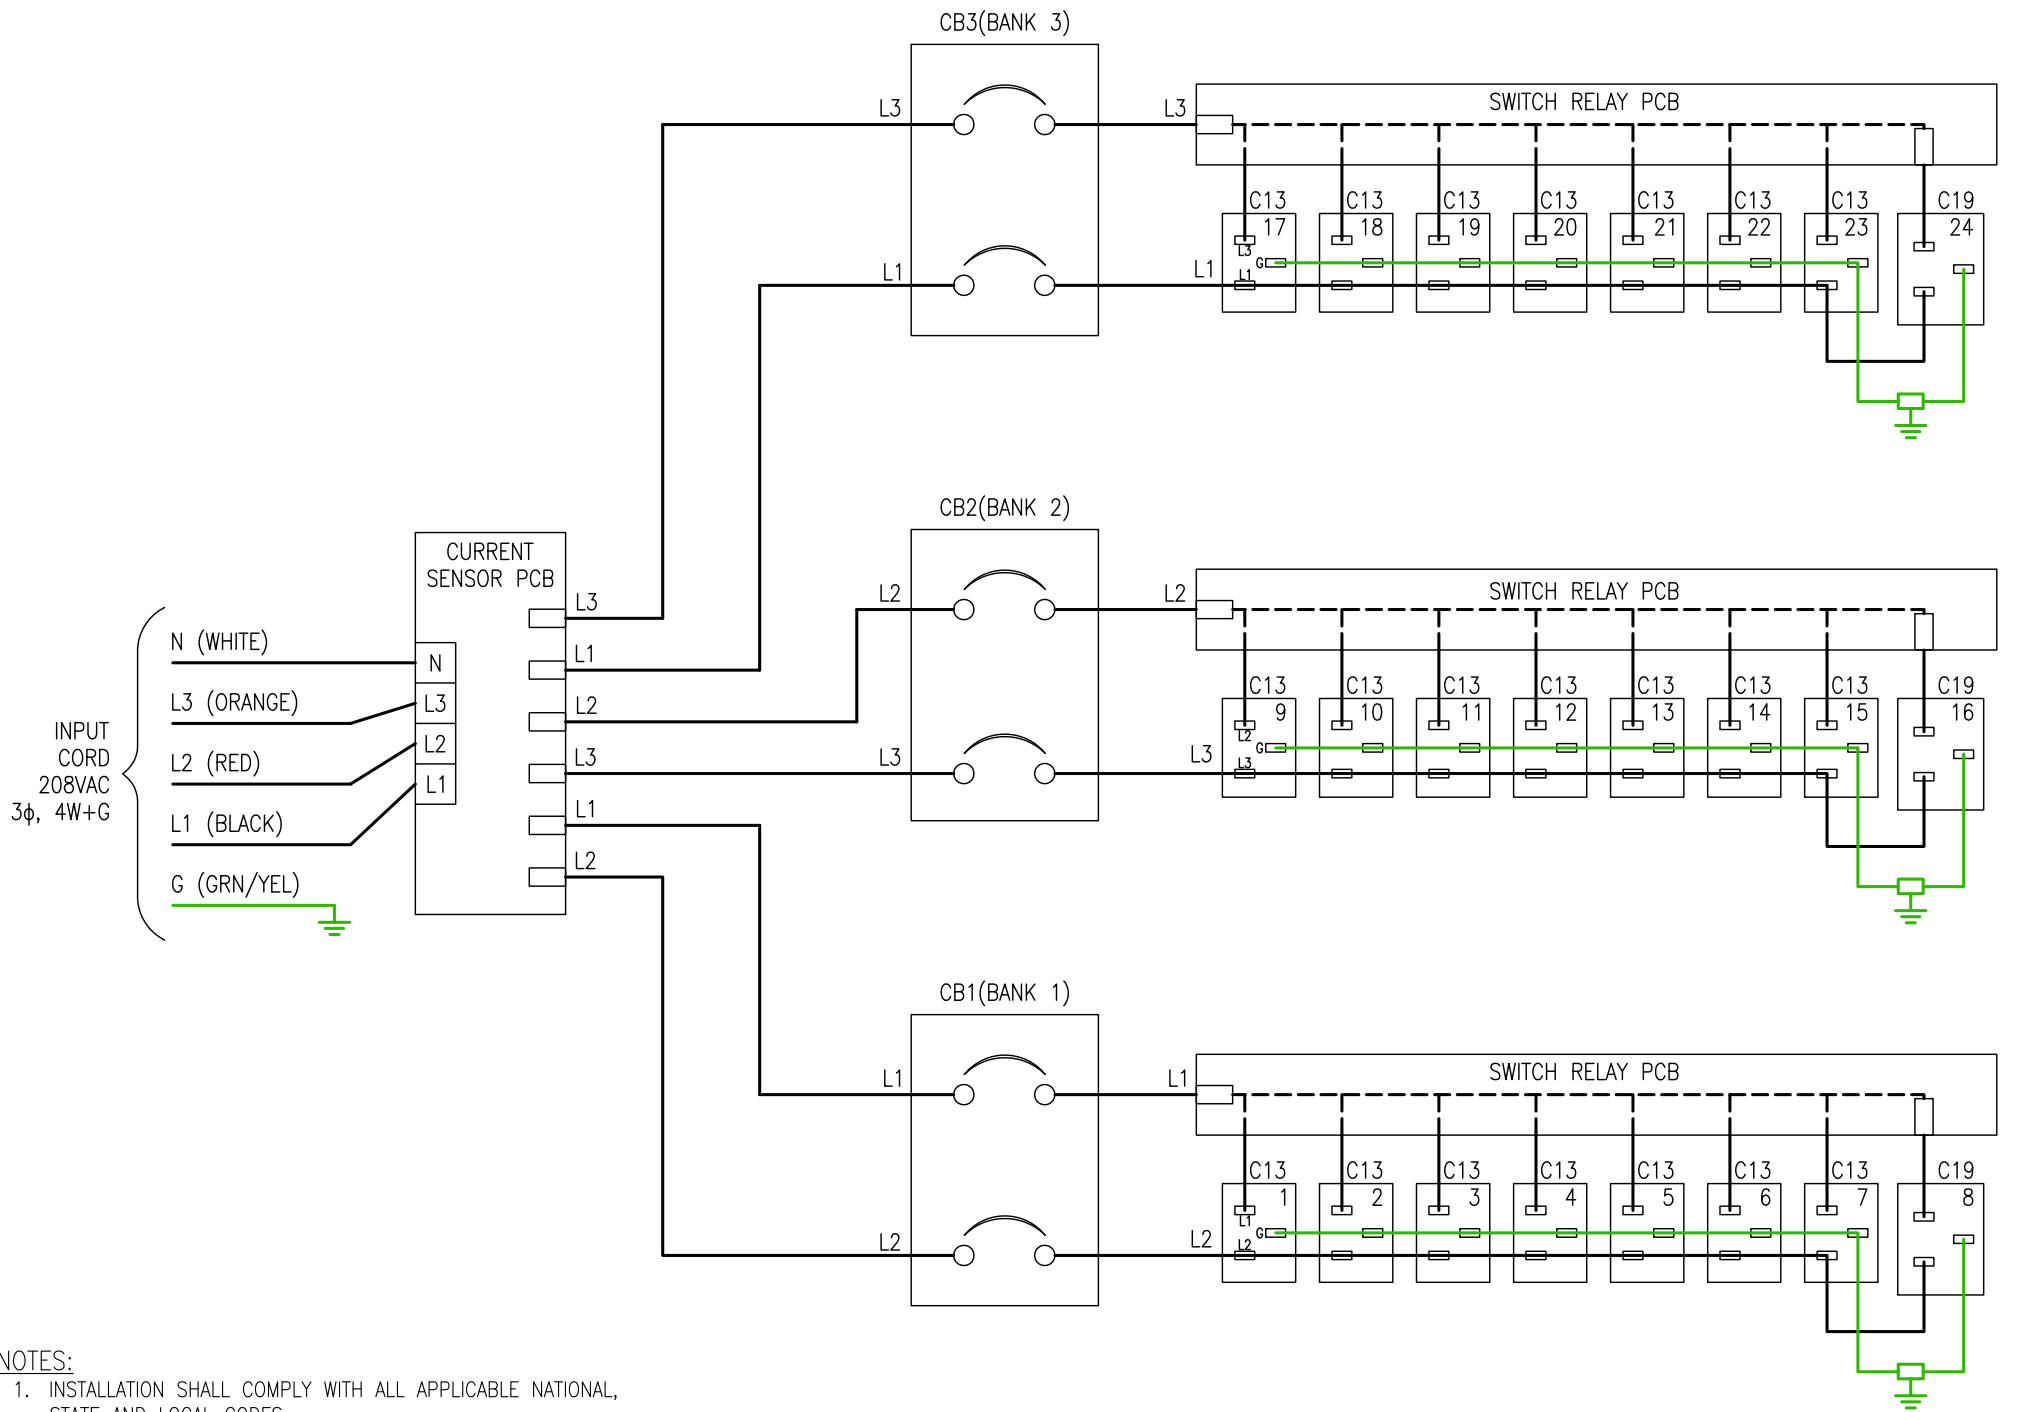 CB3(BANK 3)
L3
L3
SWITCH RELAY PCB
C13 C13 C13 C13 C13 C13 C13 C19
17 18 19 20 21 22 23 24
L3
G
L1
L1
L1
CB2(BANK 2)
L2
L2
SWITCH RELAY PCB
C13 C13 C13 C13 C13 C13 C13 C19
9 10 11 12 13 14 15 16
L2
G
L3
L3
L3
CURRENT
SENSOR PCB
L3
L1
L2
L3
L1
L2
N
L3
L2
L1
N (WHITE)
L3 (ORANGE)
L2 (RED)
L1 (BLACK)
G (GRN/YEL)
INPUT
CORD
208VAC
3ϕ, 4W+G
CB1(BANK 1)
L1
L1
SWITCH RELAY PCB
C13 C13 C13 C13 C13 C13 C13 C19
1 2 3 4 5 6 7 8
L1
G
L2
L2
L2
NOTES:
1. INSTALLATION SHALL COMPLY WITH ALL APPLICABLE NATIONAL,
STATE AND LOCAL CODES